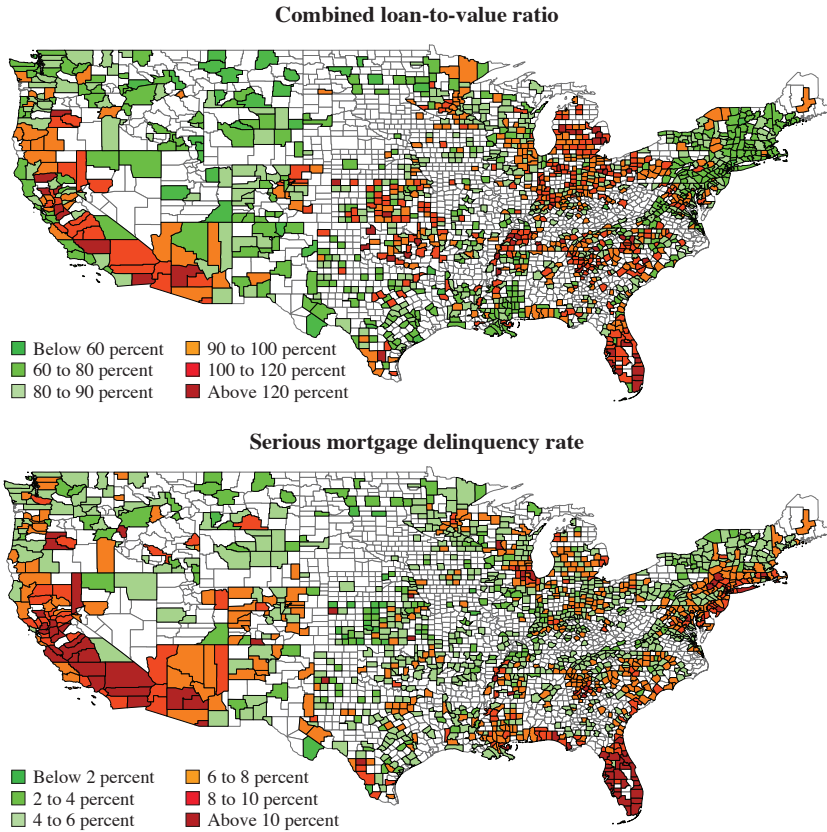 Combined loan-to-value ratio
Below 60 percent
60 to 80 percent
80 to 90 percent
90 to 100 percent
100 to 120 percent
Above 120 percent
Serious mortgage delinquency rate
Below 2 percent
2 to 4 percent
4 to 6 percent
6 to 8 percent
8 to 10 percent
Above 10 percent